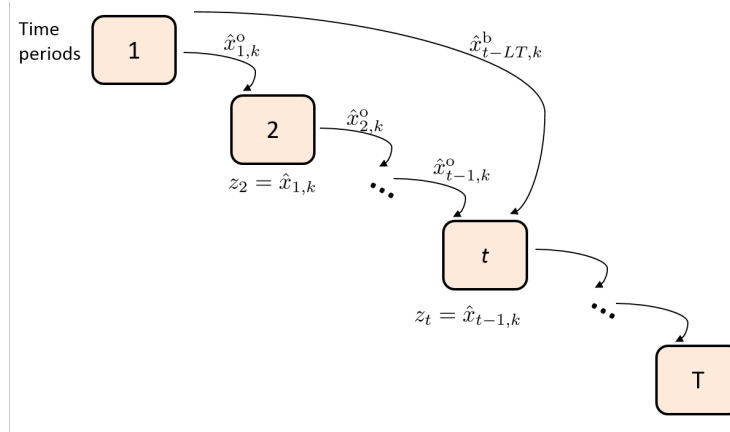 Time
periods
1
x̂ᵒ₁,ₖ
x̂ᵇₜ₋LT,ₖ
2
x̂ᵒ₂,ₖ
z₂ = x̂₁,ₖ
...
x̂ᵒₜ₋₁,ₖ
t
zₜ = x̂ₜ₋₁,ₖ
...
T